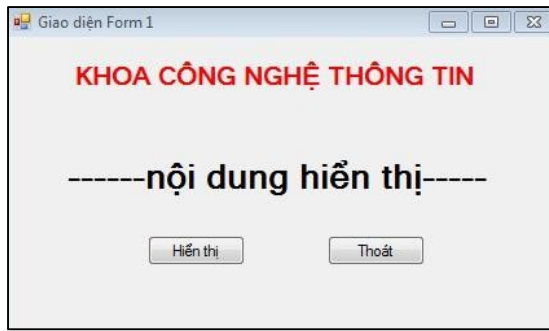 Giao diện Form 1
KHOA CÔNG NGHỆ THÔNG TIN
------nội dung hiển thị-----
Hiển thị Thoát